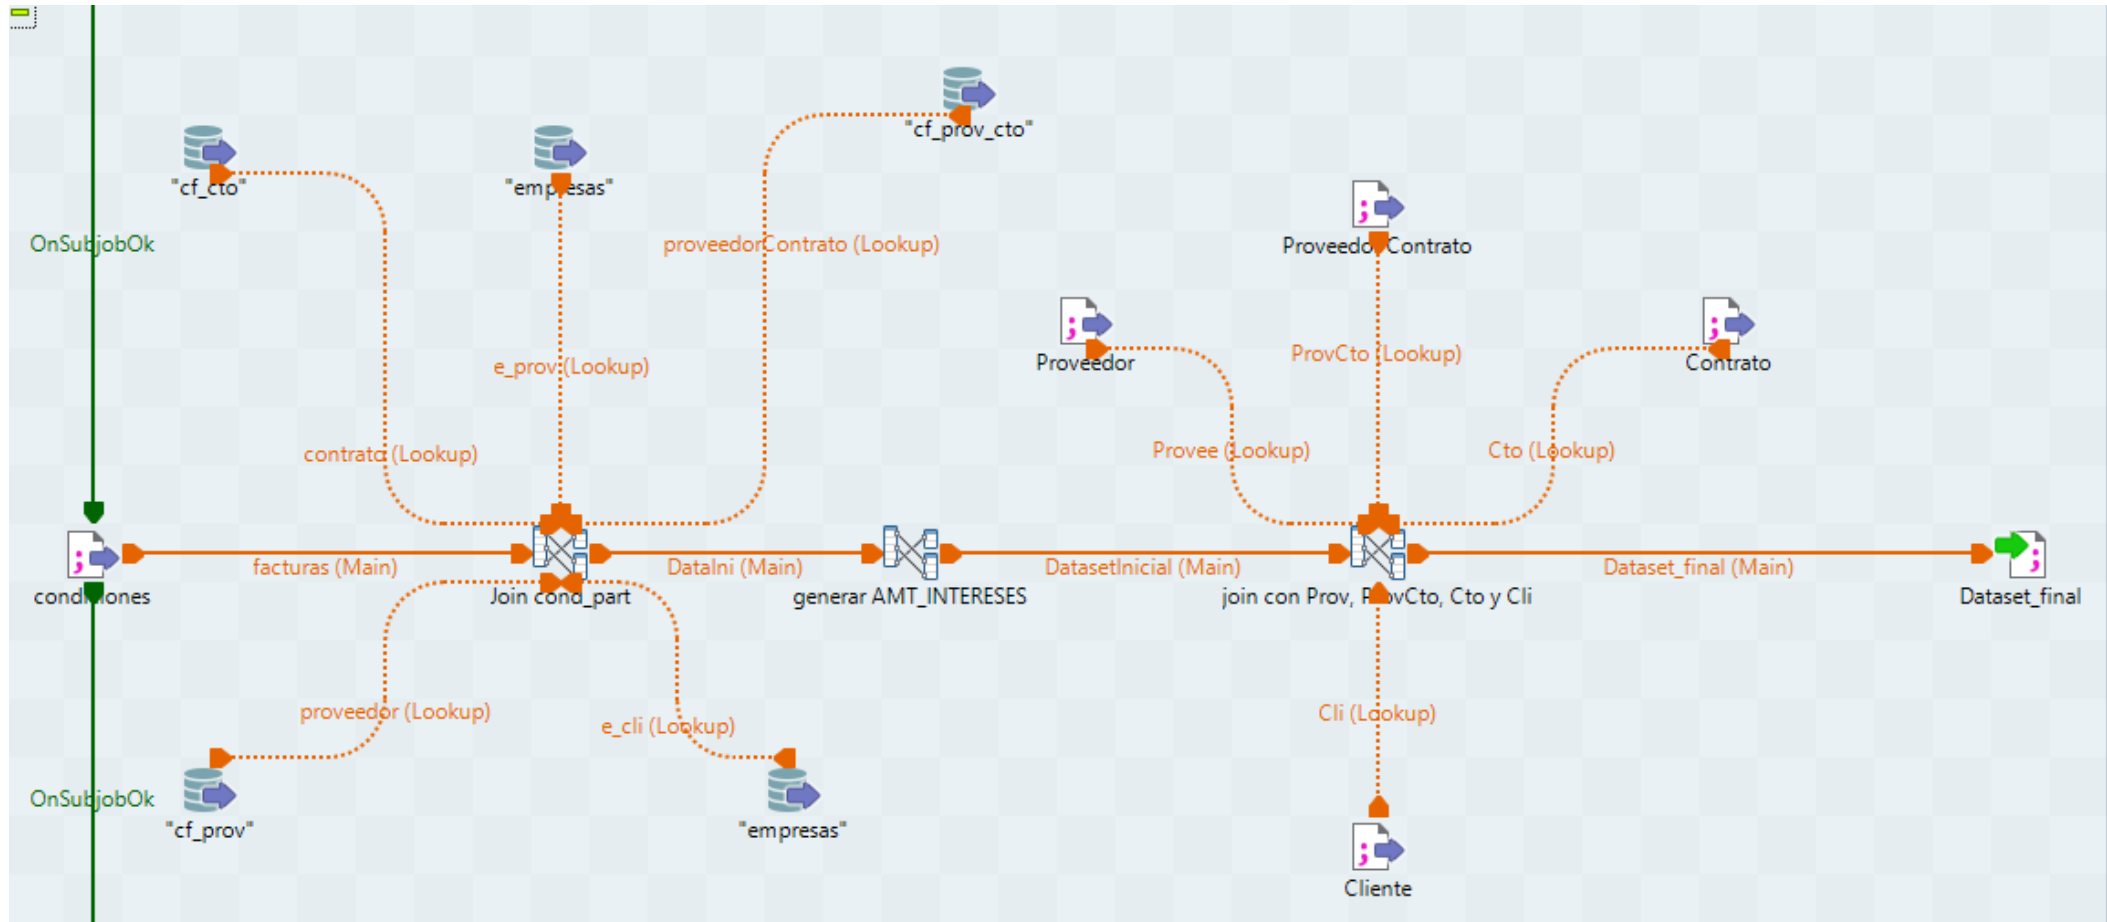 "cf_prov_cto"
"cf_cto"
"empresas"
OnSubjobOk
proveedorContrato (Lookup)
Proveedor Contrato
e_prov (Lookup)
ProvCto (Lookup)
Proveedor
Contrato
contrato (Lookup)
Provee (Lookup)
Cto (Lookup)
facturas (Main)
DataIni (Main)
DatasetInicial (Main)
Dataset_final (Main)
condiciones
Join cond_part
generar AMT_INTERESES
join con Prov, ProvCto, Cto y Cli
Dataset_final
proveedor (Lookup)
e_cli (Lookup)
Cli (Lookup)
OnSubjobOk
"cf_prov"
"empresas"
Cliente